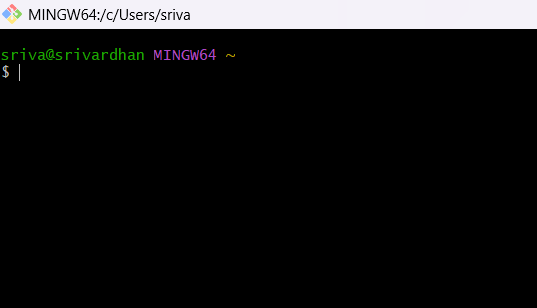 MINGW64:/c/Users/sriva
sriva@srivardhan MINGW64 ~
$